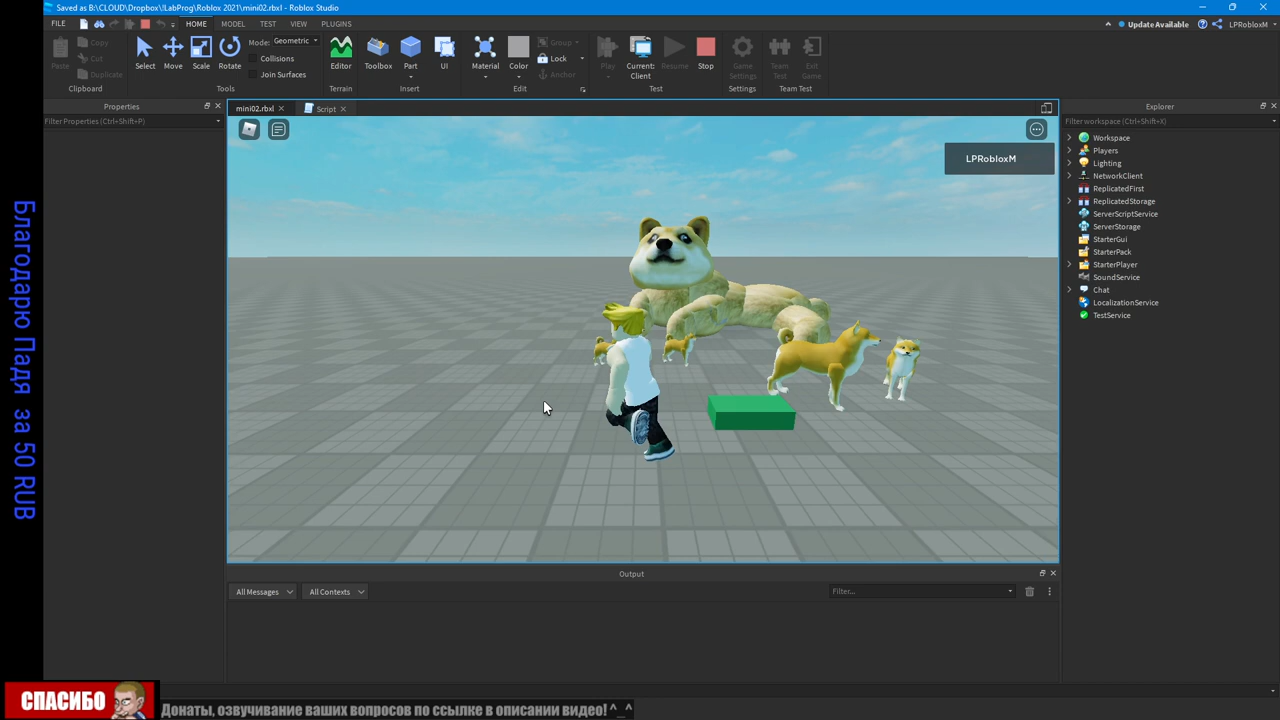 Saved as B:\CLOUD\Dropbox\!LabProg\Roblox 2021\mini02.rbxl - Roblox Studio
FILE
HOME
MODEL
TEST
VIEW
PLUGINS
Update Available
LPRobloxM
Paste
Copy
Cut
Duplicate
Clipboard
Select
Move
Scale
Rotate
Mode:
Geometric
Collisions
Join Surfaces
Tools
Editor
Terrain
Toolbox
Part
UI
Insert
Material
Color
Group
Lock
Anchor
Edit
Play
Current:
Client
Resume
Stop
Test
Game
Settings
Settings
Team
Test
Exit
Game
Team Test
Properties
Filter Properties (Ctrl+Shift+P)
mini02.rbxl
Script
LPRobloxM
Explorer
Filter workspace (Ctrl+Shift+X)
Workspace
Players
Lighting
NetworkClient
ReplicatedFirst
ReplicatedStorage
ServerScriptService
ServerStorage
StarterGui
StarterPack
StarterPlayer
SoundService
Chat
LocalizationService
TestService
Output
All Messages
All Contexts
Filter...
Благодарю Падя за 50 RUB
СПАСИБО
Донаты, озвучивание ваших вопросов по ссылке в описании видео! ^_^